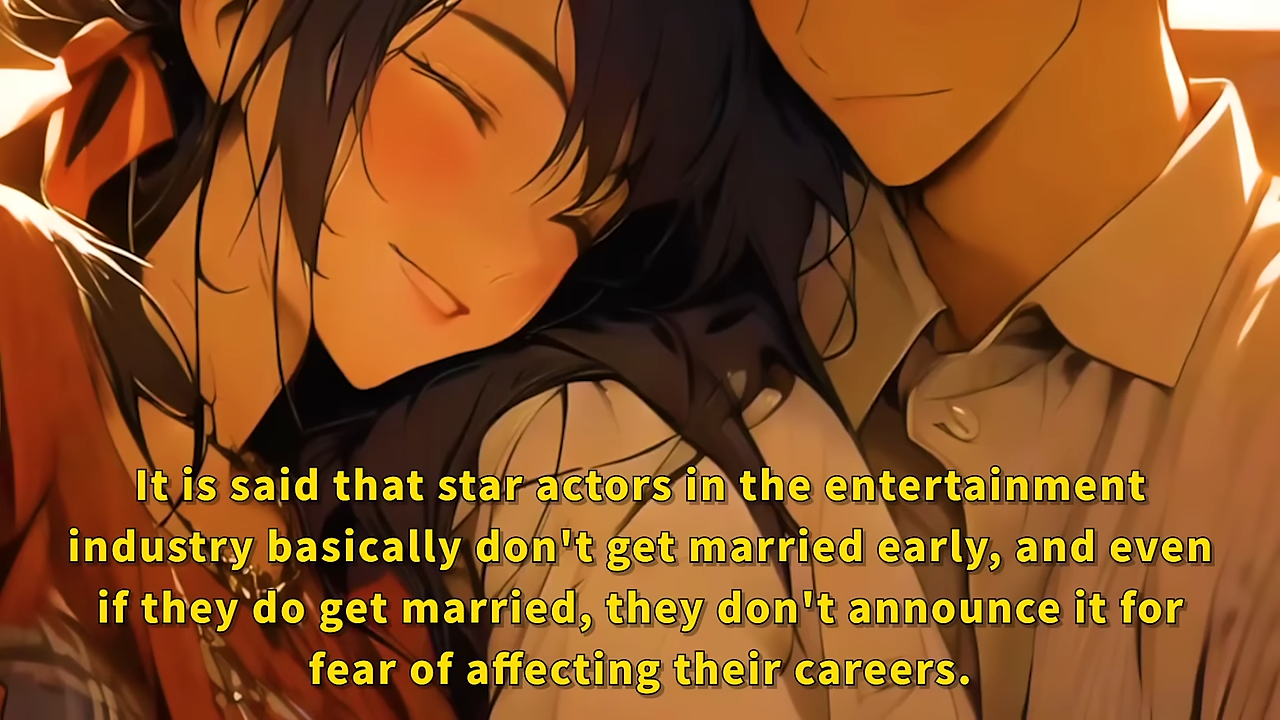 It is said that star actors in the entertainment
industry basically don't get married early, and even
if they do get married, they don't announce it for
fear of affecting their careers.